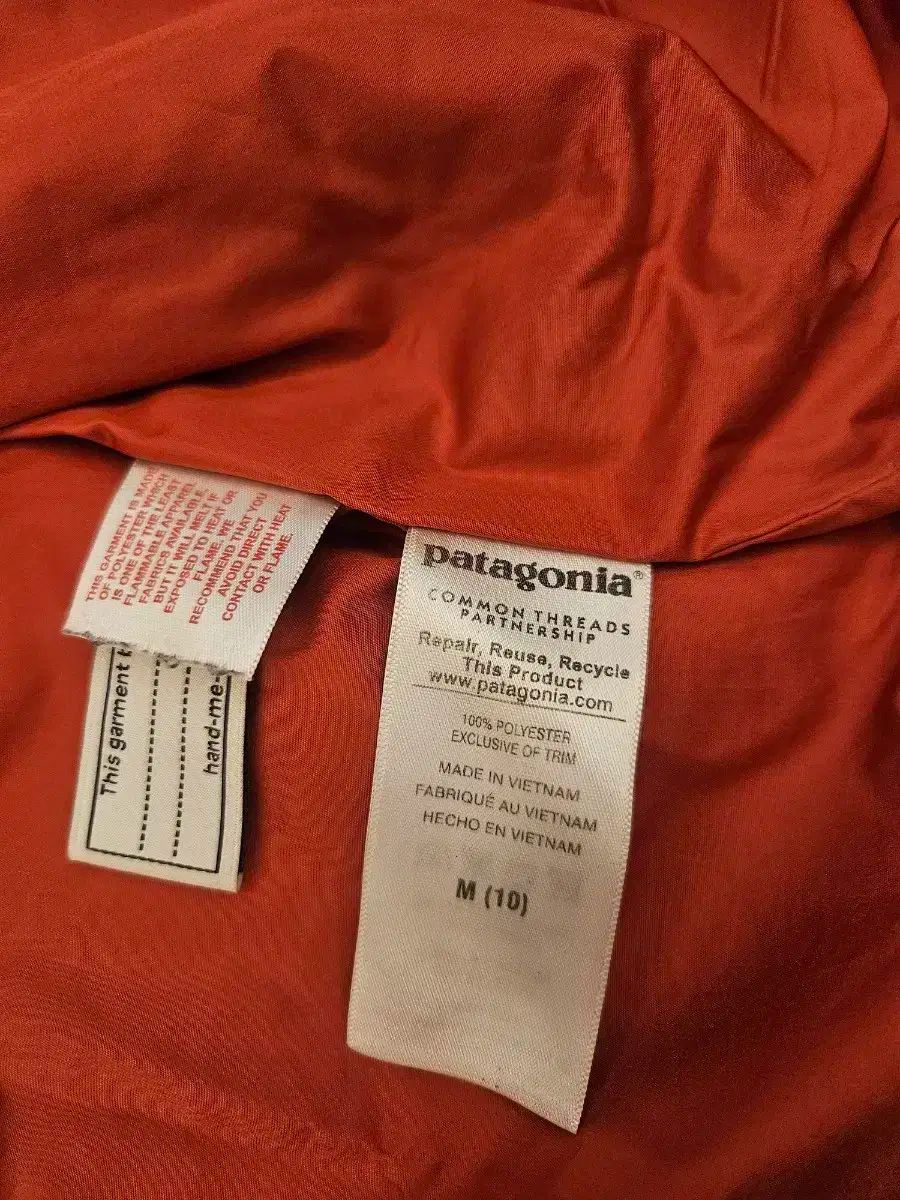 THIS GARMENT IS MADE
OF POLYESTER WHICH
IS ONE OF THE LEAST
FLAMMABLE APPAREL
FABRICS AVAILABLE
BUT IT WILL MELT IF
EXPOSED TO HEAT OR
FLAME. WE
RECOMMEND THAT YOU
AVOID DIRECT
CONTACT WITH HEAT
OR FLAME.
This garment
hand-me
patagonia®
COMMON THREADS
PARTNERSHIP
Repair, Reuse, Recycle
This Product
www.patagonia.com
100% POLYESTER
EXCLUSIVE OF TRIM
MADE IN VIETNAM
FABRIQUÉ AU VIETNAM
HECHO EN VIETNAM
M (10)